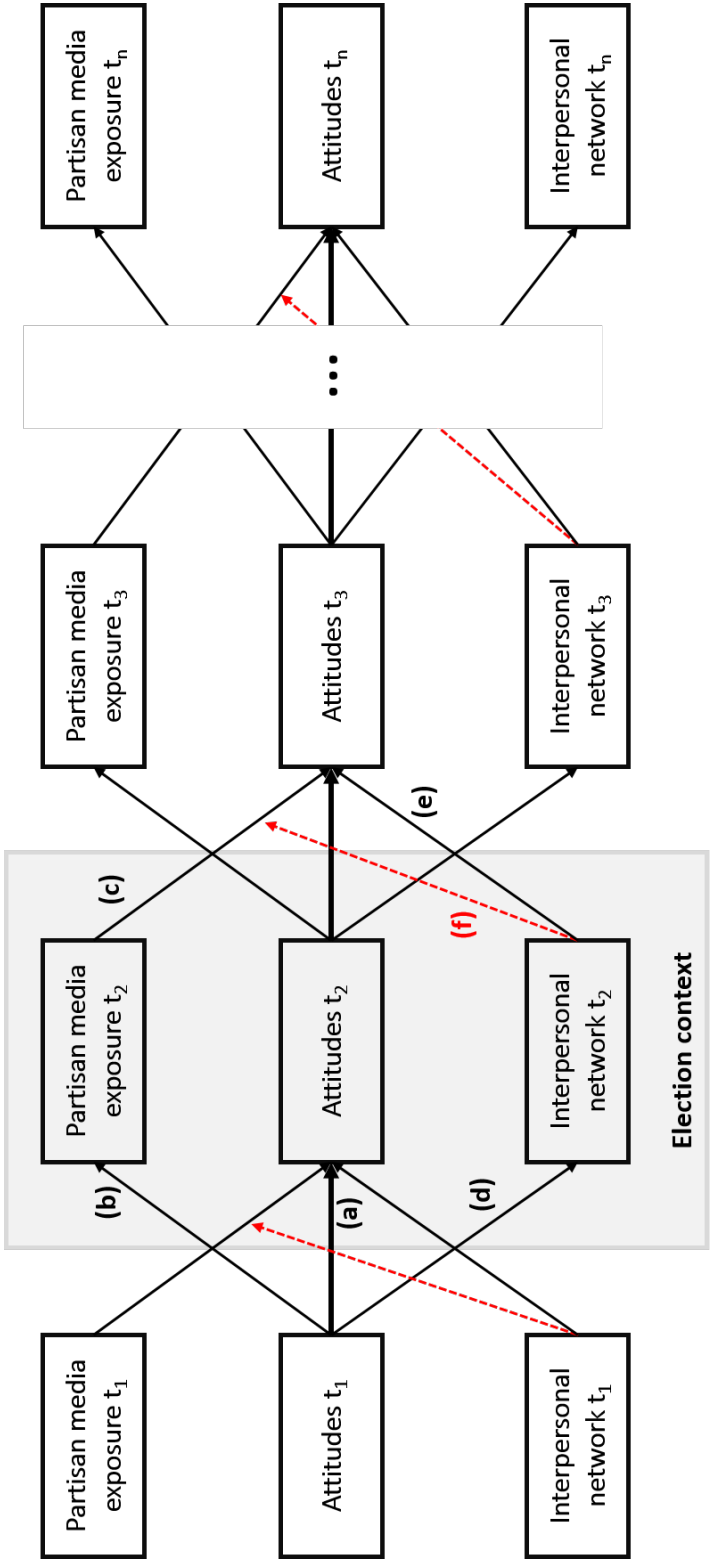 Partisan media
exposure t₁
Attitudes t₁
Interpersonal
network t₁
(b)
(a)
(d)
Partisan media
exposure t₂
Attitudes t₂
Interpersonal
network t₂
Election context
(c)
(f)
(e)
Partisan media
exposure t₃
Attitudes t₃
Interpersonal
network t₃
...
Partisan media
exposure tₙ
Attitudes tₙ
Interpersonal
network tₙ